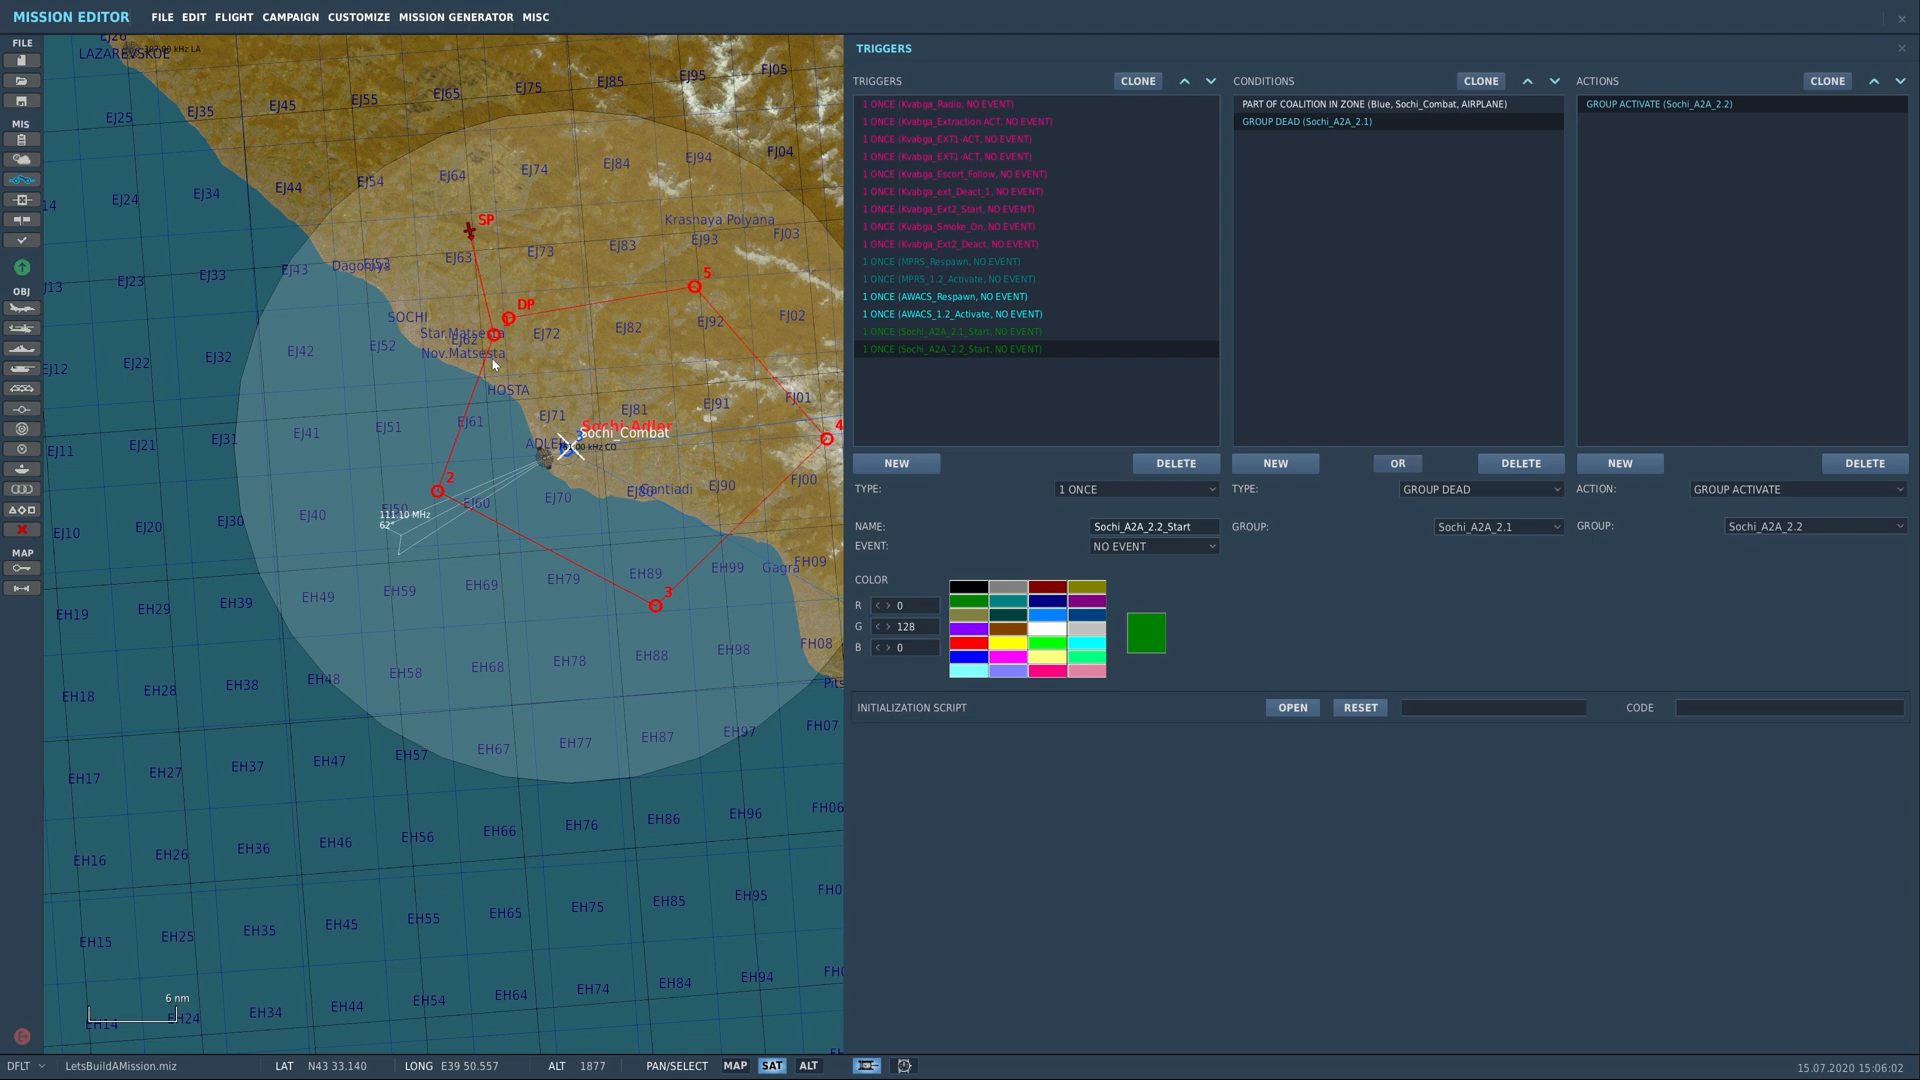 MISSION EDITOR FILE EDIT FLIGHT CAMPAIGN CUSTOMIZE MISSION GENERATOR MISC
FILE
MIS
OBJ
MAP
LAZAREVSKOE
EJ75 EJ85 EJ95 FJ05
EJ25 EJ35 EJ45 EJ55 EJ65
EJ24 EJ34 EJ44 EJ54 EJ64 EJ74 EJ84 EJ94 FJ04
SP
Krasnaya Polyana
EJ23 EJ33 EJ43 EJ63 EJ73 EJ83 EJ93 FJ03
5
DP
SOCHI
EJ12 EJ22 EJ32 EJ42 EJ52 EJ72 EJ82 EJ92 FJ02
Nov.Matsesta
HOSTA
EJ11 EJ21 EJ31 EJ41 EJ51 EJ61 EJ71 EJ81 EJ91 FJ01
4
Sochi-Adler
Sochi_Combat
2
EJ10 EJ20 EJ30 EJ40 EJ50 EJ60 EJ70 EJ90 FJ00
Gantiadi
111.10 MHz
62°
Gagra
EH19 EH29 EH39 EH49 EH59 EH69 EH79 EH89 EH99 FH09
3
EH18 EH28 EH38 EH48 EH58 EH68 EH78 EH88 EH98 FH08
EH17 EH27 EH37 EH47 EH57 EH67 EH77 EH87 EH97 FH07
EH16 EH26 EH36 EH46 EH56 EH66 EH76 EH86 EH96 FH06
EH15 EH25 EH35 EH45 EH55 EH65 EH75 EH85 EH95
EH14 EH24 EH34 EH44 EH54 EH64 EH74 EH84 EH94
6 nm
TRIGGERS
TRIGGERS CLONE
1 ONCE (Kvabga_Radio, NO EVENT)
1 ONCE (Kvabga_Extraction ACT, NO EVENT)
1 ONCE (Kvabga_EXT1-ACT, NO EVENT)
1 ONCE (Kvabga_EXT1-ACT, NO EVENT)
1 ONCE (Kvabga_Escort_Follow, NO EVENT)
1 ONCE (Kvabga_ext_Deact_1, NO EVENT)
1 ONCE (Kvabga_Ext2_Start, NO EVENT)
1 ONCE (Kvabga_Smoke_On, NO EVENT)
1 ONCE (Kvabga_Ext2_Deact, NO EVENT)
1 ONCE (MPRS_Respawn, NO EVENT)
1 ONCE (MPRS_1.2_Activate, NO EVENT)
1 ONCE (AWACS_Respawn, NO EVENT)
1 ONCE (AWACS_1.2_Activate, NO EVENT)
1 ONCE (Sochi_A2A_2.1_Start, NO EVENT)
1 ONCE (Sochi_A2A_2.2_Start, NO EVENT)
NEW DELETE
TYPE: 1 ONCE
NAME: Sochi_A2A_2.2_Start
EVENT: NO EVENT
COLOR
R < > 0
G < > 128
B < > 0
CONDITIONS CLONE
PART OF COALITION IN ZONE (Blue, Sochi_Combat, AIRPLANE)
GROUP DEAD (Sochi_A2A_2.1)
NEW OR DELETE
TYPE: GROUP DEAD
GROUP: Sochi_A2A_2.1
ACTIONS CLONE
GROUP ACTIVATE (Sochi_A2A_2.2)
NEW DELETE
ACTION: GROUP ACTIVATE
GROUP: Sochi_A2A_2.2
INITIALIZATION SCRIPT OPEN RESET CODE
DFLT LetsBuildAMission.miz LAT N43 33.140 LONG E39 50.557 ALT 1877 PAN/SELECT MAP SAT ALT 15.07.2020 15:06:02